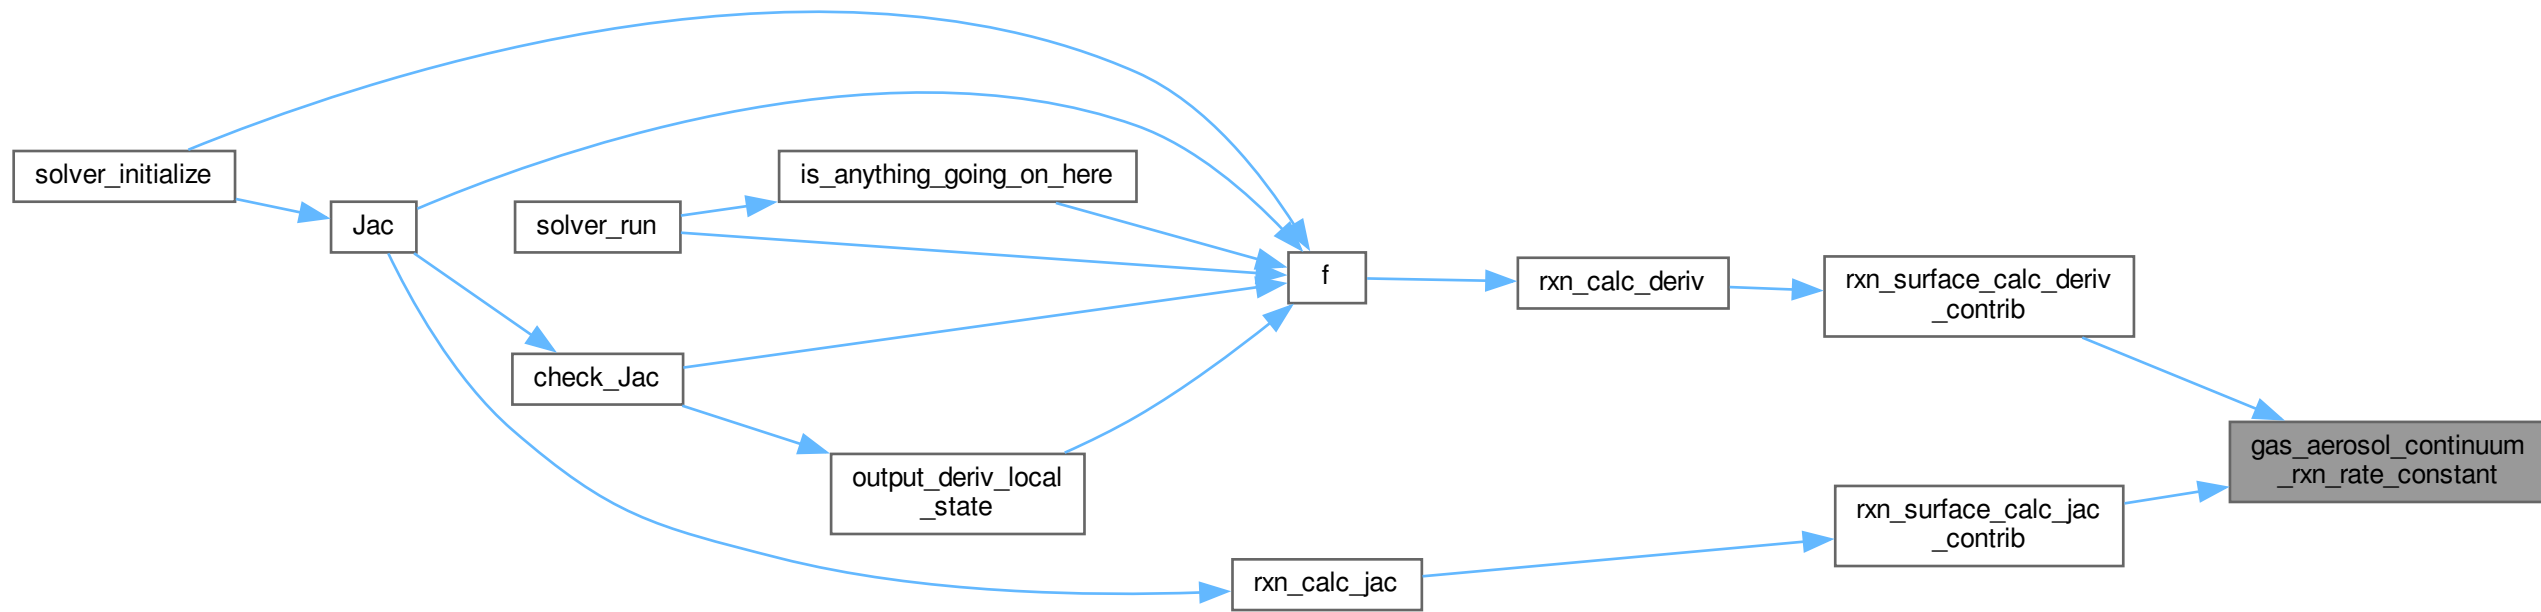 solver_initialize
Jac
solver_run
is_anything_going_on_here
check_Jac
output_deriv_local
_state
f
rxn_calc_deriv
rxn_surface_calc_deriv
_contrib
gas_aerosol_continuum
_rxn_rate_constant
rxn_surface_calc_jac
_contrib
rxn_calc_jac